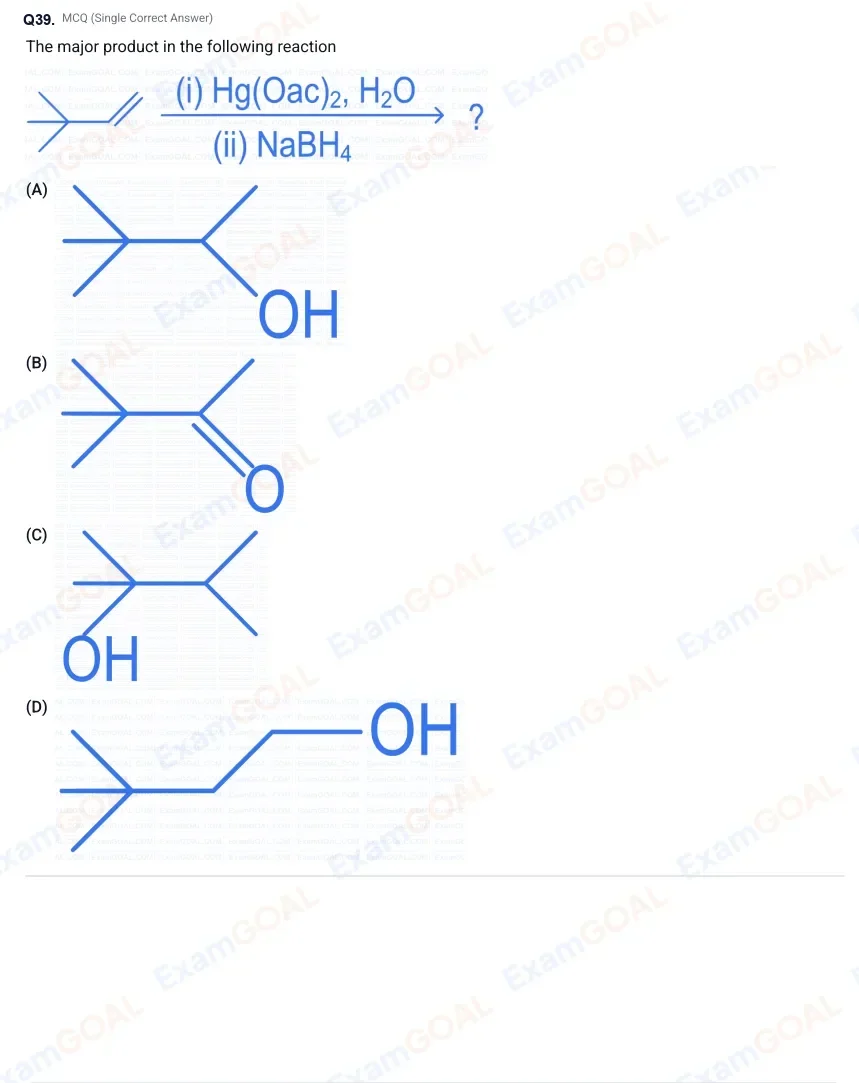 Q39. MCQ (Single Correct Answer)
The major product in the following reaction
(i) Hg(Oac)₂, H₂O
?
(ii) NaBH₄
(A)
OH
(B)
O
(C)
OH
(D)
OH
ExamGOAL